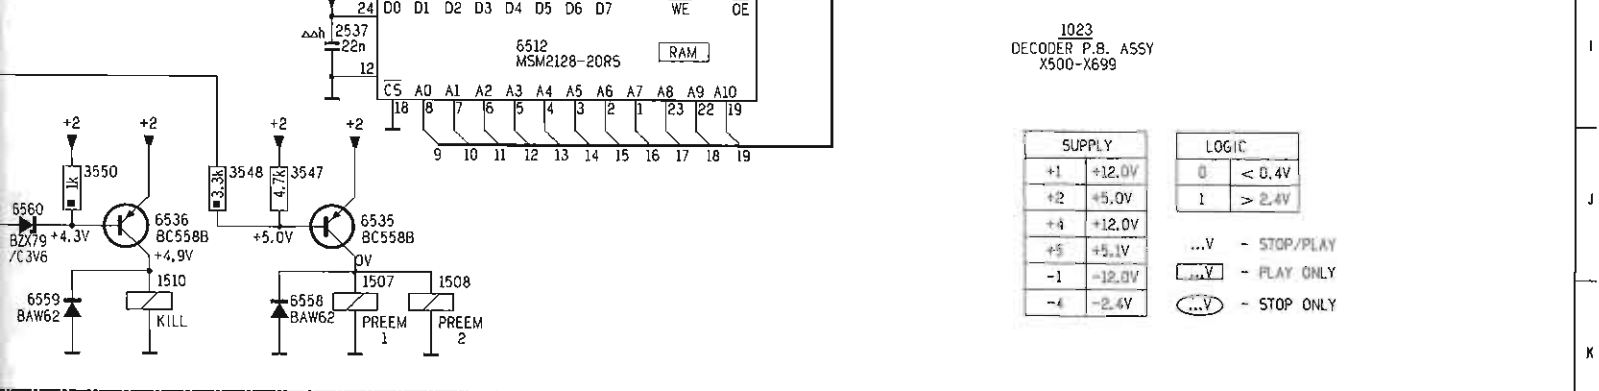 24 D0 D1 D2 D3 D4 D5 D6 D7 WE OE
2537
22n
6512
MSM2128-20RS
RAM
12
CS A0 A1 A2 A3 A4 A5 A6 A7 A8 A9 A10
18 8 7 6 5 4 3 2 1 23 22 19
9 10 11 12 13 14 15 16 17 18 19
+2 +2 +2 +2
1k 3550 3.3k 3548 4.7k 3547
6560
BZX79
/C3V6
+4.3V
6536
BC558B
+4.9V
+5.0V
6535
BC558B
0V
6559
BAW62
1510
KILL
6558
BAW62
1507
PREEM
1
1508
PREEM
2
1023
DECODER P.B. ASSY
X500-X699
SUPPLY
+1 +12.0V
+2 +5.0V
+4 +12.0V
+5 +5.1V
-1 -12.0V
-4 -2.4V
LOGIC
0 < 0.4V
1 > 2.4V
...V - STOP/PLAY
...V - PLAY ONLY
...V - STOP ONLY
I
J
K